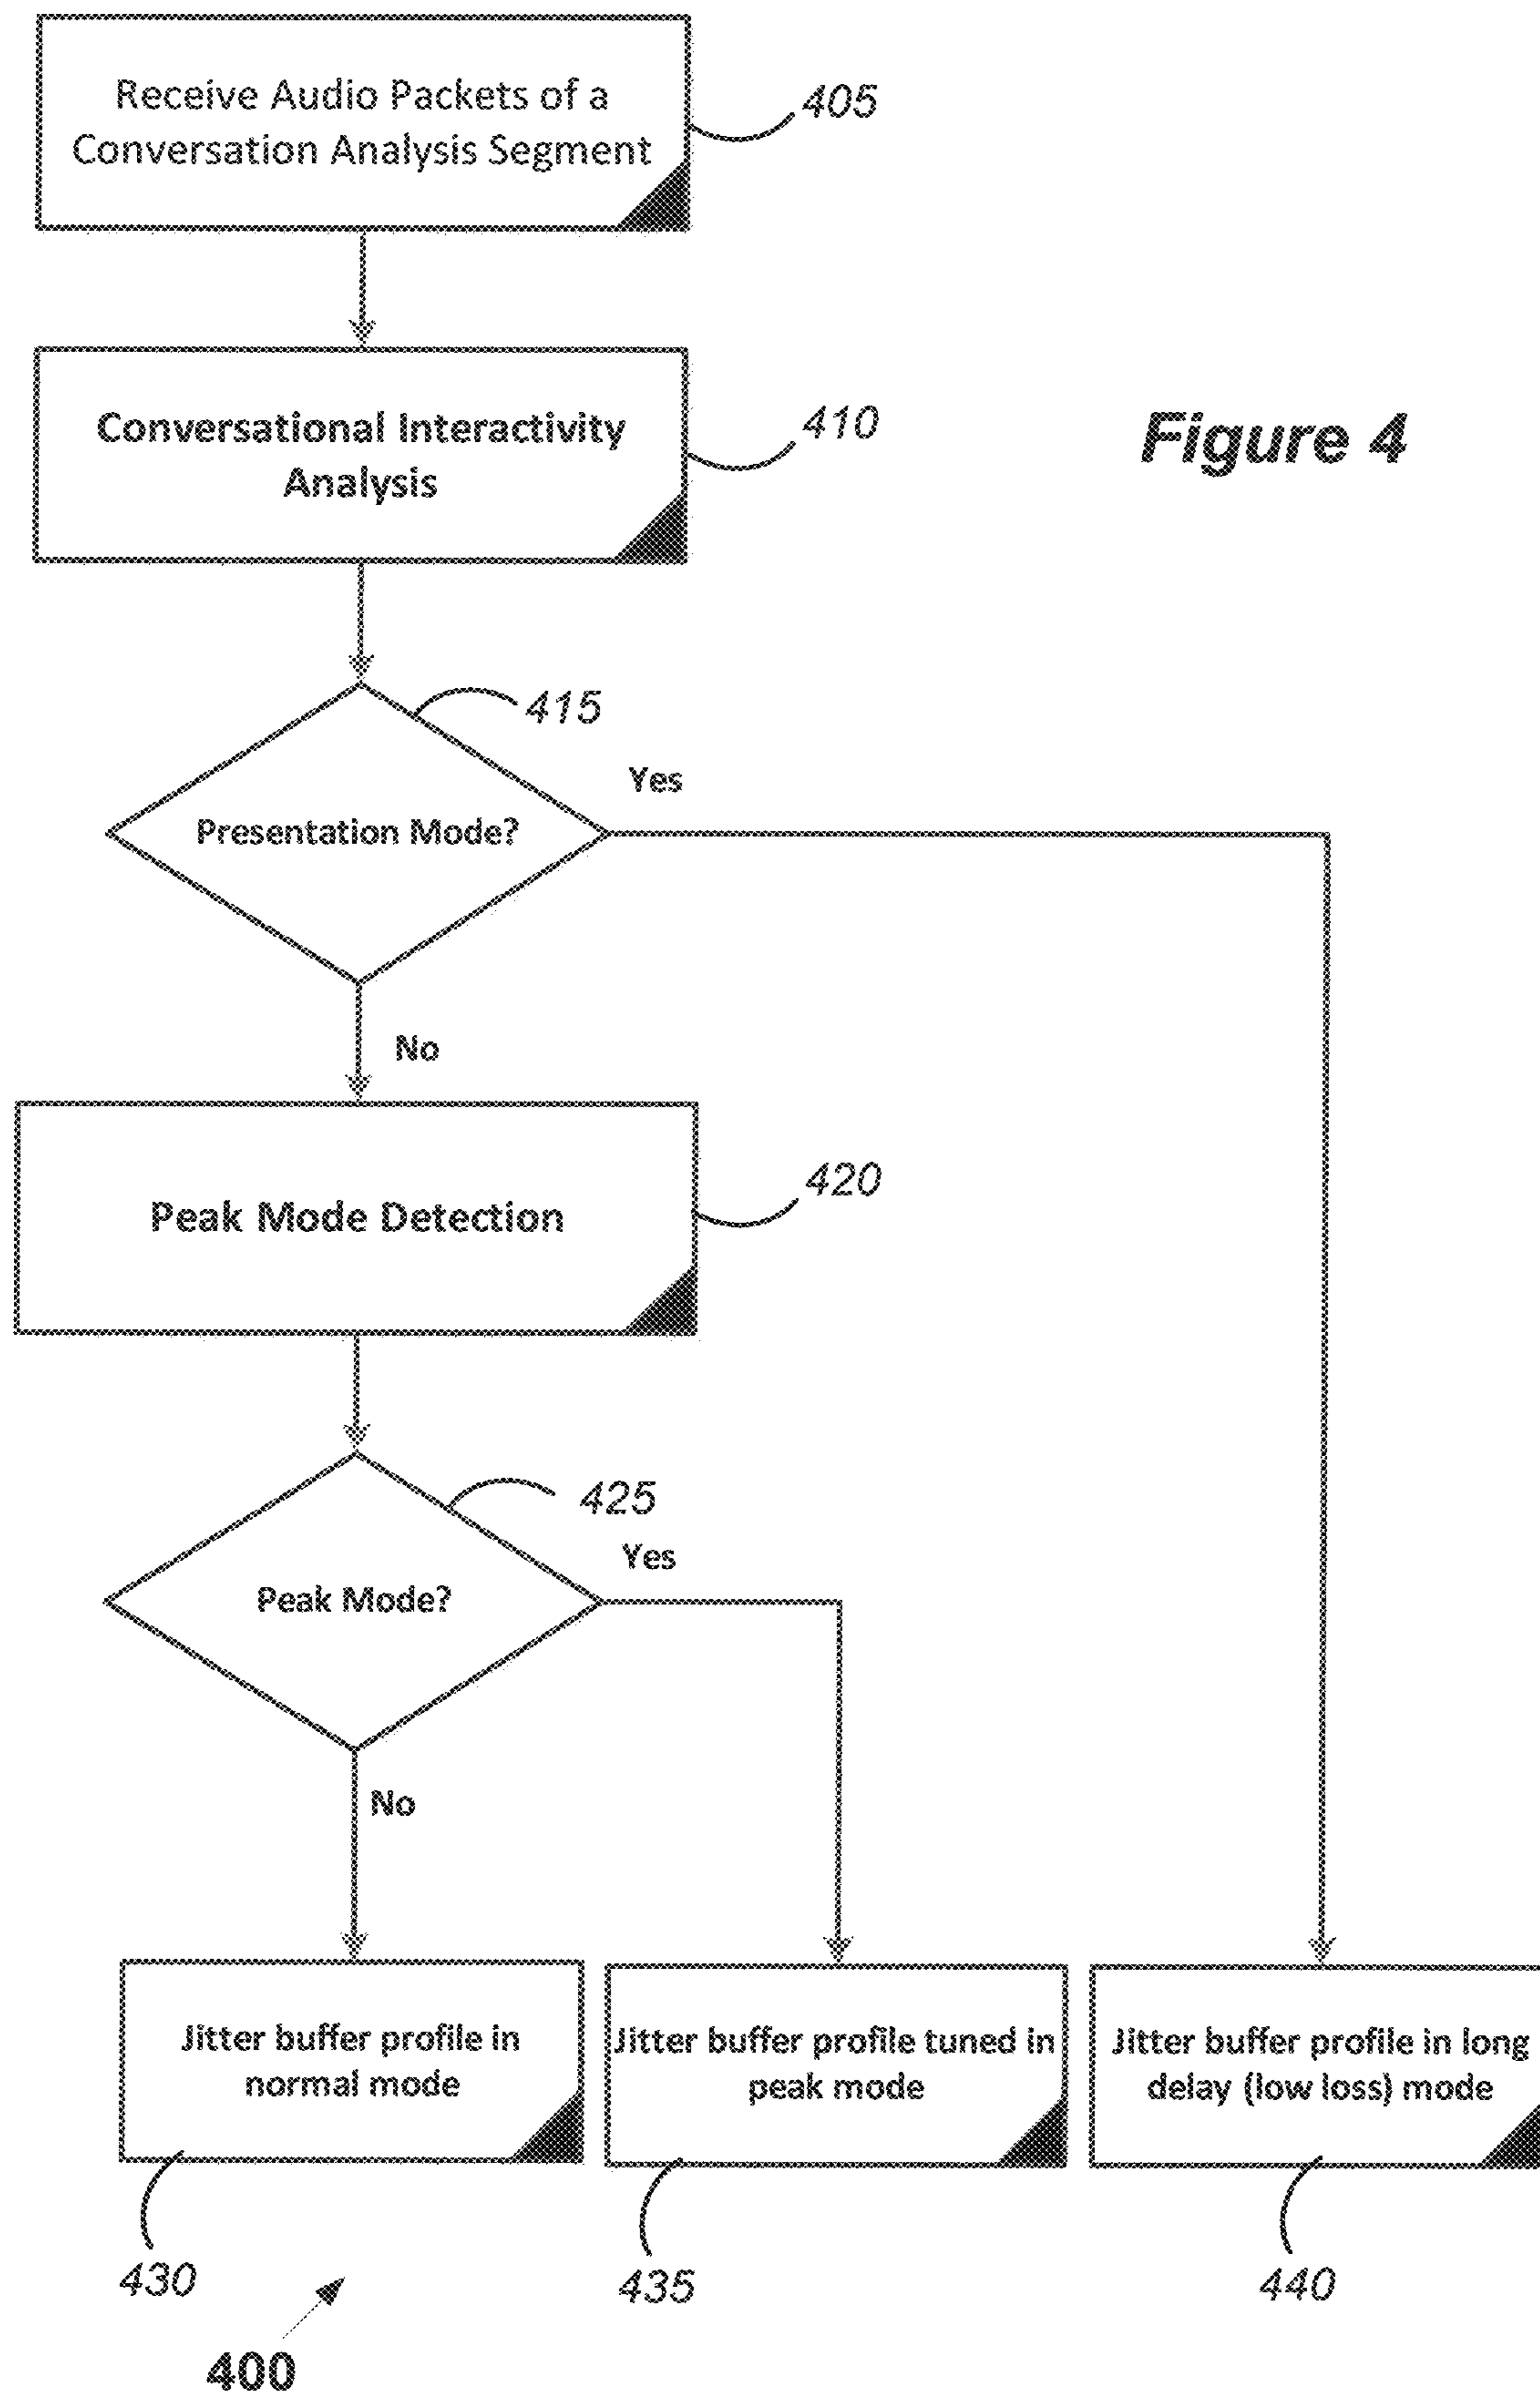 Receive Audio Packets of a
Conversation Analysis Segment
405
Conversational Interactivity
Analysis
410
Figure 4
415
Yes
Presentation Mode?
No
Peak Mode Detection
420
425
Yes
Peak Mode?
No
Jitter buffer profile in
normal mode
Jitter buffer profile tuned in
peak mode
Jitter buffer profile in long
delay (low loss) mode
430
435
440
400